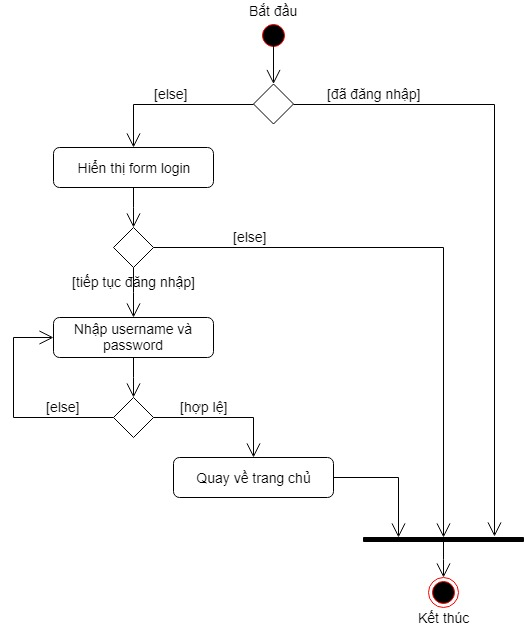 Bắt đầu
[else]
[đã đăng nhập]
Hiển thị form login
[else]
[tiếp tục đăng nhập]
Nhập username và
password
[else]
[hợp lệ]
Quay về trang chủ
Kết thúc